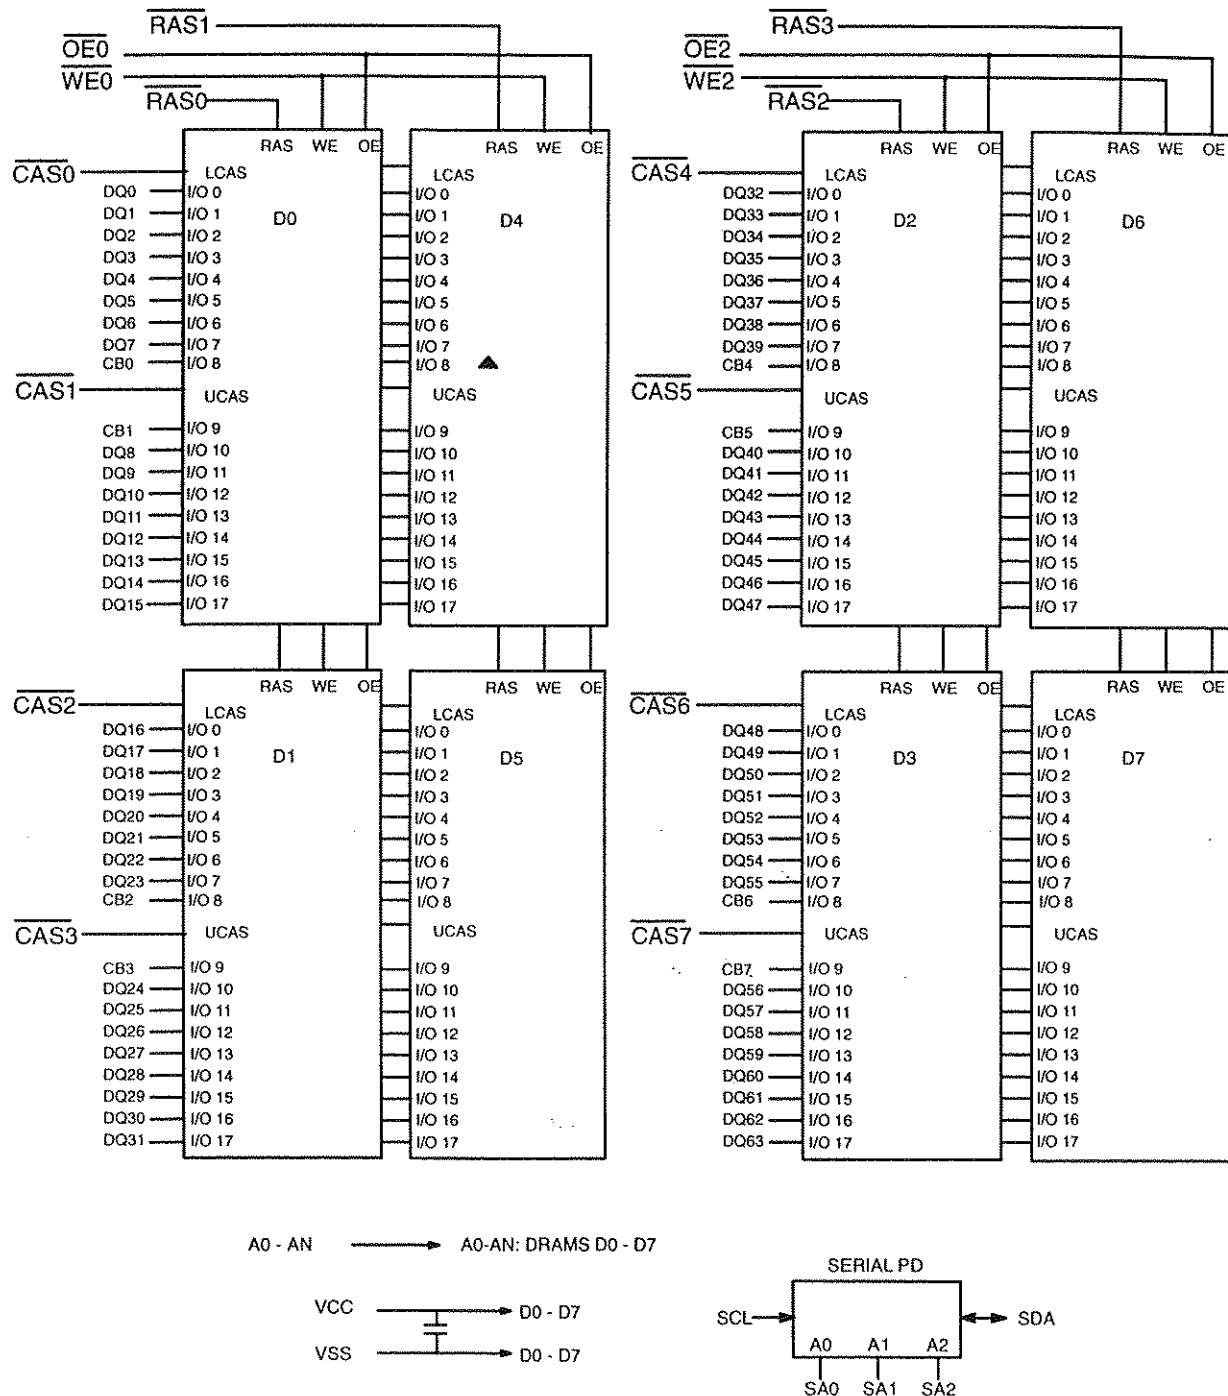 RAS1 RAS3
OE0 OE2
WE0 WE2
RAS0 RAS2
RAS WE OE RAS WE OE RAS WE OE RAS WE OE
CAS0 LCAS LCAS CAS4 LCAS LCAS
DQ0 I/O 0 I/O 0 DQ32 I/O 0 I/O 0
DQ1 I/O 1 I/O 1 DQ33 I/O 1 I/O 1
D0 D4 D2 D6
DQ2 I/O 2 I/O 2 DQ34 I/O 2 I/O 2
DQ3 I/O 3 I/O 3 DQ35 I/O 3 I/O 3
DQ4 I/O 4 I/O 4 DQ36 I/O 4 I/O 4
DQ5 I/O 5 I/O 5 DQ37 I/O 5 I/O 5
DQ6 I/O 6 I/O 6 DQ38 I/O 6 I/O 6
DQ7 I/O 7 I/O 7 DQ39 I/O 7 I/O 7
CB0 I/O 8 I/O 8 CB4 I/O 8 I/O 8
CAS1 UCAS UCAS CAS5 UCAS UCAS
CB1 I/O 9 I/O 9 CB5 I/O 9 I/O 9
DQ8 I/O 10 I/O 10 DQ40 I/O 10 I/O 10
DQ9 I/O 11 I/O 11 DQ41 I/O 11 I/O 11
DQ10 I/O 12 I/O 12 DQ42 I/O 12 I/O 12
DQ11 I/O 13 I/O 13 DQ43 I/O 13 I/O 13
DQ12 I/O 14 I/O 14 DQ44 I/O 14 I/O 14
DQ13 I/O 15 I/O 15 DQ45 I/O 15 I/O 15
DQ14 I/O 16 I/O 16 DQ46 I/O 16 I/O 16
DQ15 I/O 17 I/O 17 DQ47 I/O 17 I/O 17
RAS WE OE RAS WE OE RAS WE OE RAS WE OE
CAS2 LCAS LCAS CAS6 LCAS LCAS
DQ16 I/O 0 I/O 0 DQ48 I/O 0 I/O 0
DQ17 I/O 1 I/O 1 DQ49 I/O 1 I/O 1
D1 D5 D3 D7
DQ18 I/O 2 I/O 2 DQ50 I/O 2 I/O 2
DQ19 I/O 3 I/O 3 DQ51 I/O 3 I/O 3
DQ20 I/O 4 I/O 4 DQ52 I/O 4 I/O 4
DQ21 I/O 5 I/O 5 DQ53 I/O 5 I/O 5
DQ22 I/O 6 I/O 6 DQ54 I/O 6 I/O 6
DQ23 I/O 7 I/O 7 DQ55 I/O 7 I/O 7
CB2 I/O 8 I/O 8 CB6 I/O 8 I/O 8
CAS3 UCAS UCAS CAS7 UCAS UCAS
CB3 I/O 9 I/O 9 CB7 I/O 9 I/O 9
DQ24 I/O 10 I/O 10 DQ56 I/O 10 I/O 10
DQ25 I/O 11 I/O 11 DQ57 I/O 11 I/O 11
DQ26 I/O 12 I/O 12 DQ58 I/O 12 I/O 12
DQ27 I/O 13 I/O 13 DQ59 I/O 13 I/O 13
DQ28 I/O 14 I/O 14 DQ60 I/O 14 I/O 14
DQ29 I/O 15 I/O 15 DQ61 I/O 15 I/O 15
DQ30 I/O 16 I/O 16 DQ62 I/O 16 I/O 16
DQ31 I/O 17 I/O 17 DQ63 I/O 17 I/O 17
A0 - AN A0-AN: DRAMS D0 - D7
SERIAL PD
VCC D0 - D7
SCL SDA
VSS D0 - D7
A0 A1 A2
SA0 SA1 SA2